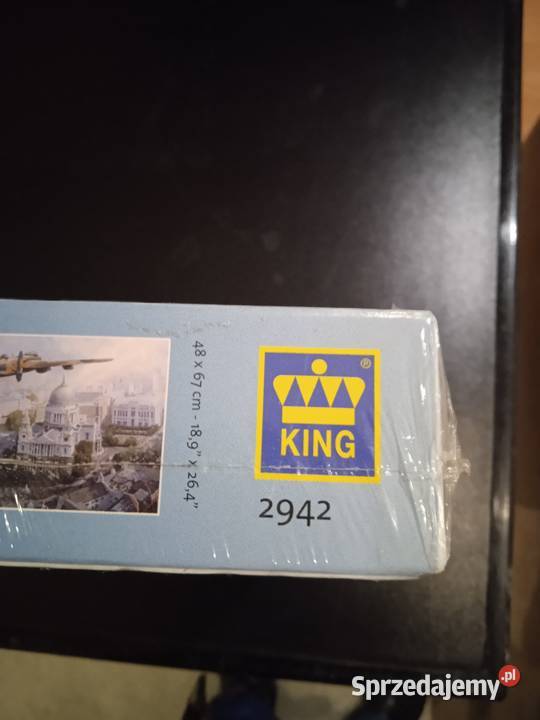 48 x 67 cm - 18,9" x 26,4"
®
KING
2942
Sprzedajemy.pl